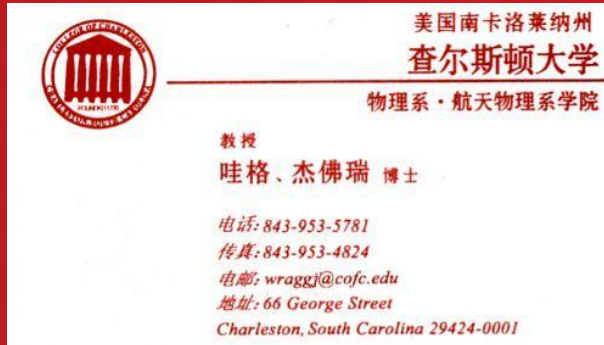 美国南卡洛莱纳州
查尔斯顿大学
物理系·航天物理系学院
COLLEGE OF CHARLESTON
教授
哇格、杰佛瑞 博士
电话: 843-953-5781
传真: 843-953-4824
电邮: wraggj@cofc.edu
地址: 66 George Street
Charleston, South Carolina 29424-0001